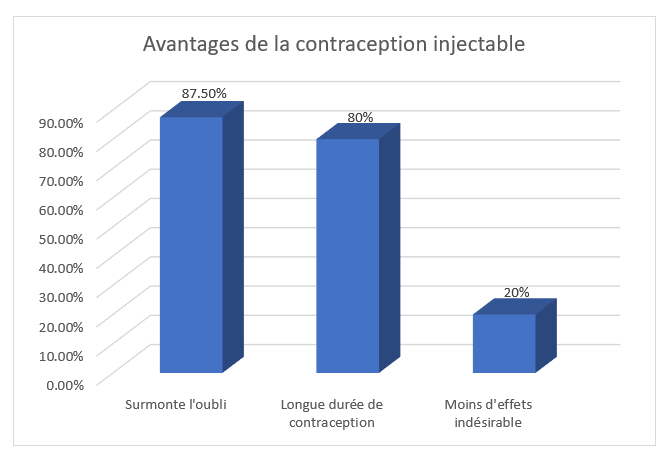 Avantages de la contraception injectable
87.50%
80%
20%
90.00%
80.00%
70.00%
60.00%
50.00%
40.00%
30.00%
20.00%
10.00%
0.00%
Surmonte l'oubli
Longue durée de
contraception
Moins d'effets
indésirable